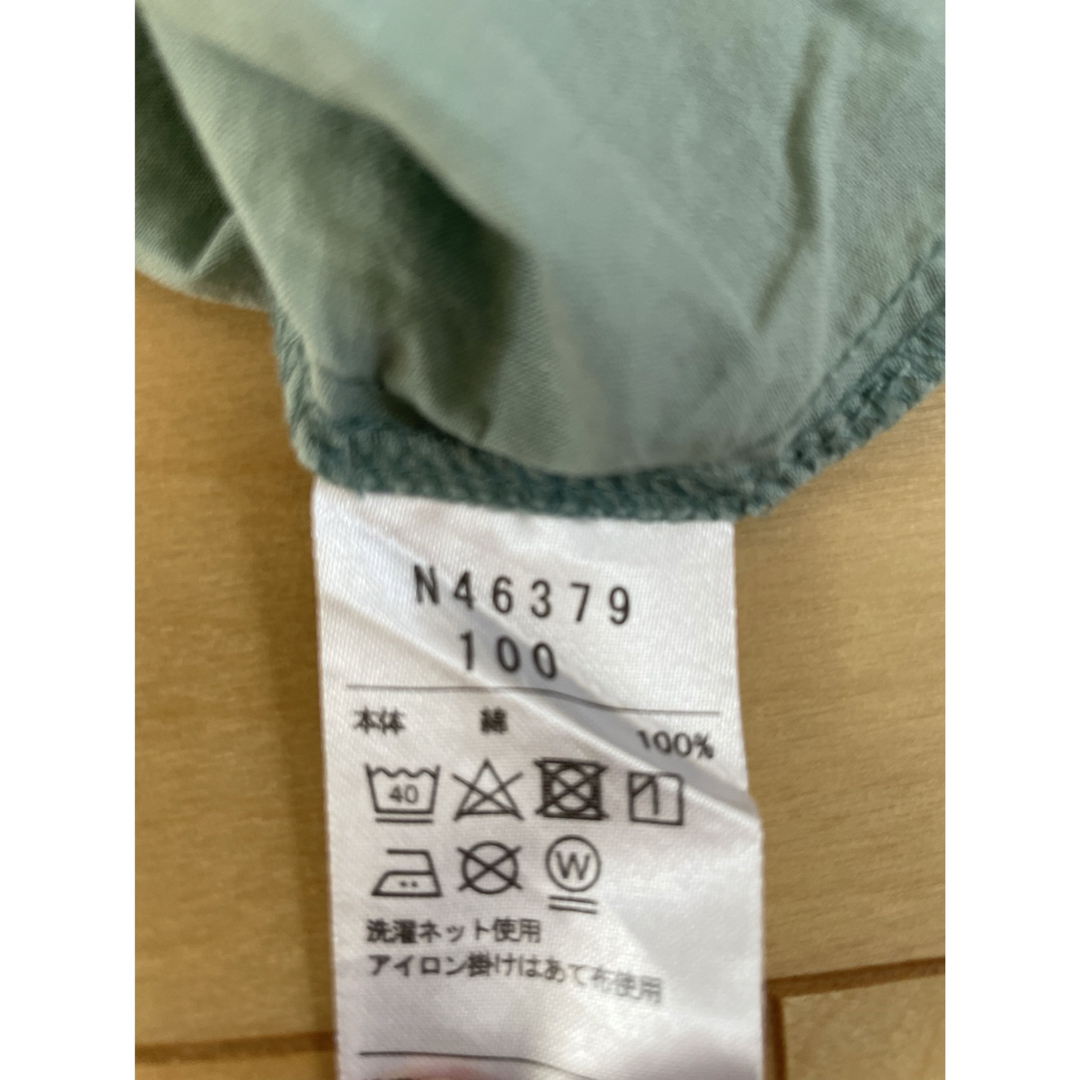 N46379
100
本体 綿 100%
40
W
洗濯ネット使用
アイロン掛けはあて布使用